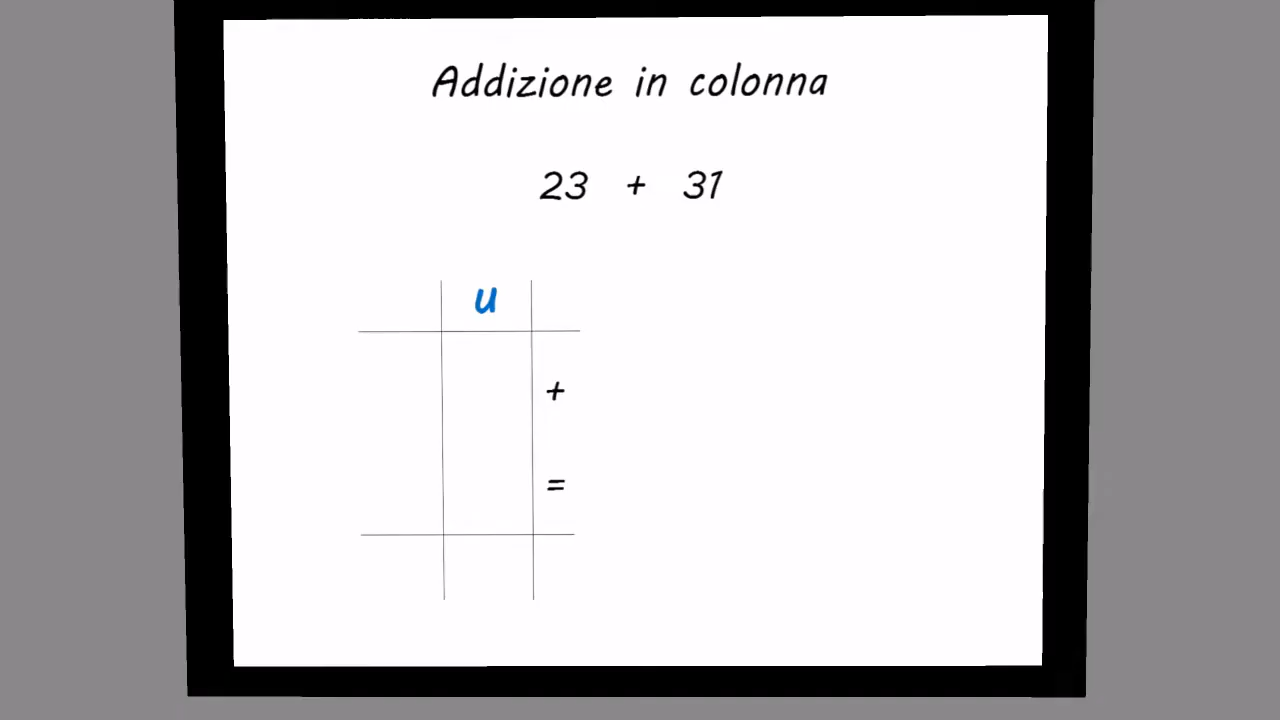 Addizione in colonna
23 + 31
u
+
=